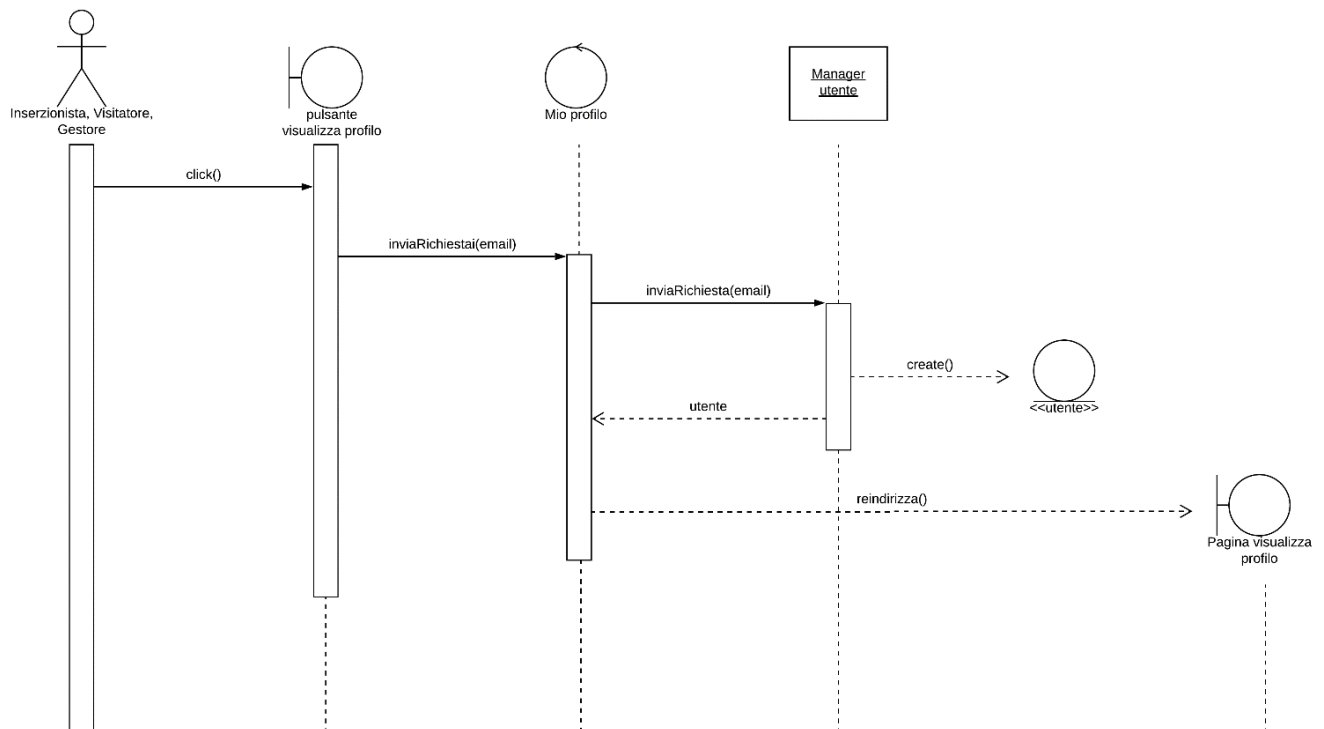 Inserzionista, Visitatore,
Gestore
pulsante
visualizza profilo
Mio profilo
Manager
utente
click()
inviaRichiestai(email)
inviaRichiesta(email)
create()
<<utente>>
utente
reindirizza()
Pagina visualizza
profilo